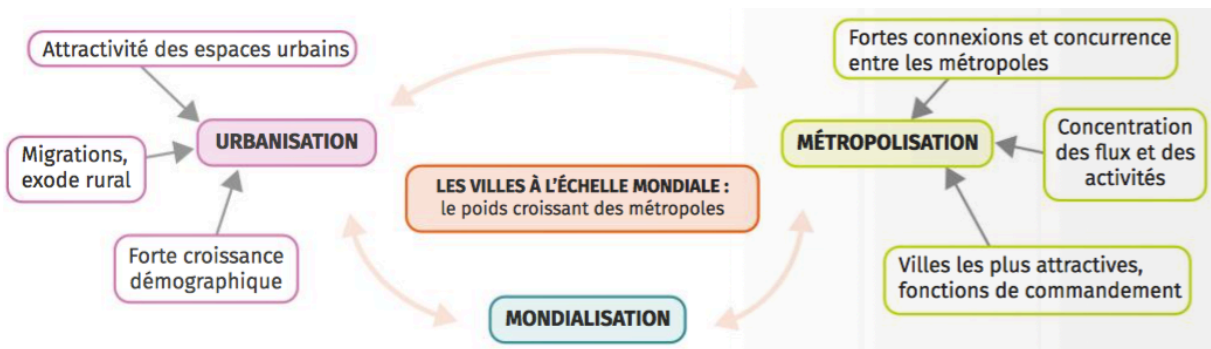 Attractivité des espaces urbains
URBANISATION
Migrations,
exode rural
Forte croissance
démographique
LES VILLES À L'ÉCHELLE MONDIALE :
le poids croissant des métropoles
MONDIALISATION
Fortes connexions et concurrence
entre les métropoles
MÉTROPOLISATION
Concentration
des flux et des
activités
Villes les plus attractives,
fonctions de commandement